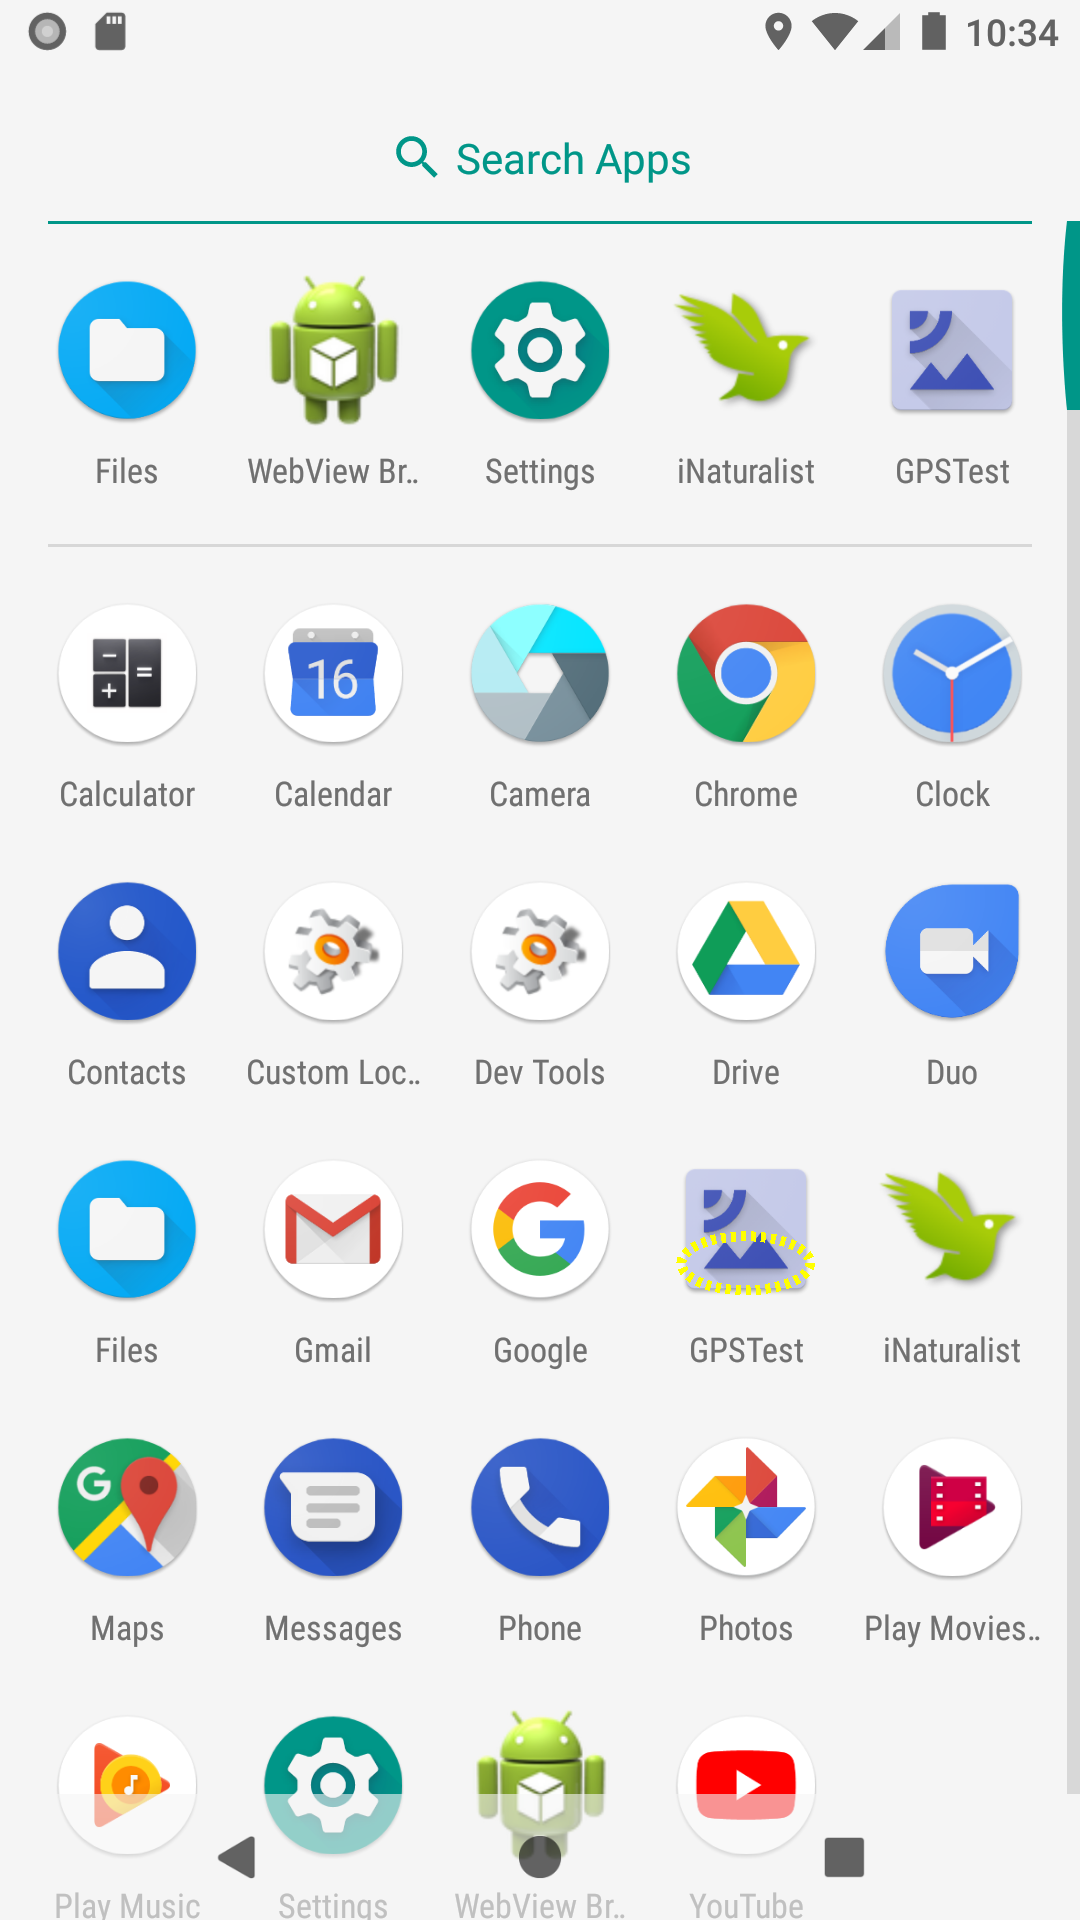 10:34
Search Apps
Files WebView Br.. Settings iNaturalist GPSTest
16
Calculator Calendar Camera Chrome Clock
Contacts Custom Loc.. Dev Tools Drive Duo
Files Gmail Google GPSTest iNaturalist
G
Maps Messages Phone Photos Play Movies..
Play Music Settings WebView Br.. YouTube